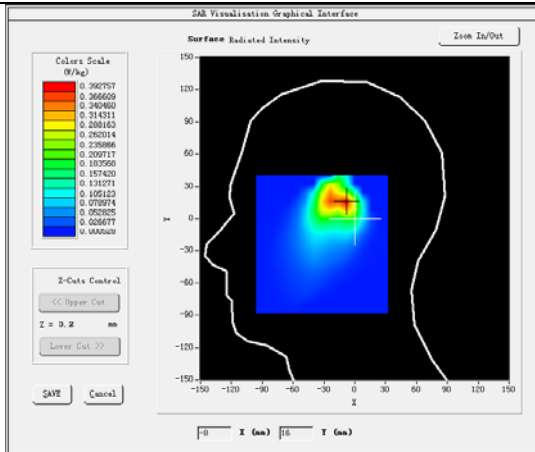 SAR Visualisation Graphical Interface
Surface Radiated Intensity
Zoom In/Out
Colors Scale
(W/kg)
0.392757
0.366609
0.340460
0.314311
0.288163
0.262014
0.235866
0.209717
0.183568
0.157420
0.131271
0.105123
0.078974
0.052825
0.026677
0.000528
Z-Cuts Control
<< Upper Cut
Z = 0.2 mm
Lower Cut >>
SAVE Cancel
150
120
90
60
30
0
-30
-60
-90
-120
-150
Y
-150 -120 -90 -60 -30 0 30 60 90 120 150
X
-8 X (mm) 16 Y (mm)